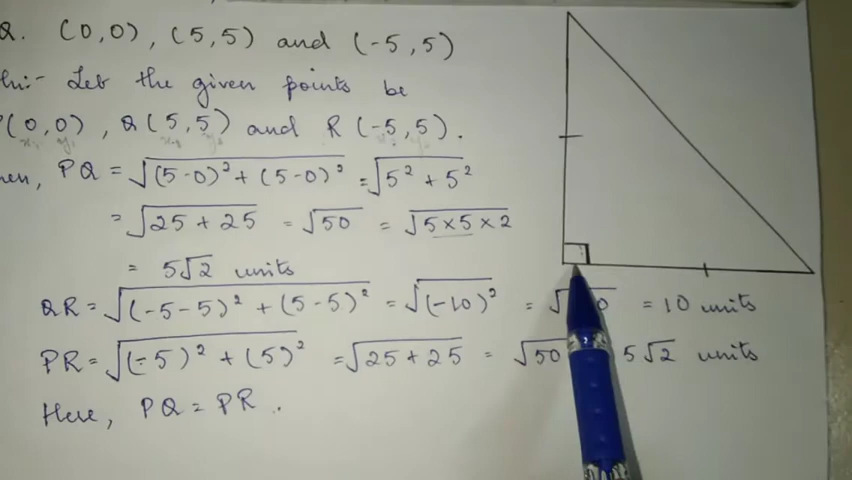 Q. (0,0), (5,5) and (-5,5)
Let the given points be
(0,0), Q(5,5) and R(-5,5).
PQ = √(5-0)² + (5-0)² = √5² + 5²
= √25 + 25 = √50 = √5×5×2
= 5√2 units
QR = √(-5-5)² + (5-5)² = √(-10)² = √ 0 = 10 units
PR = √(-5)² + (5)² = √25 + 25 = √50 5√2 units
Here, PQ = PR.